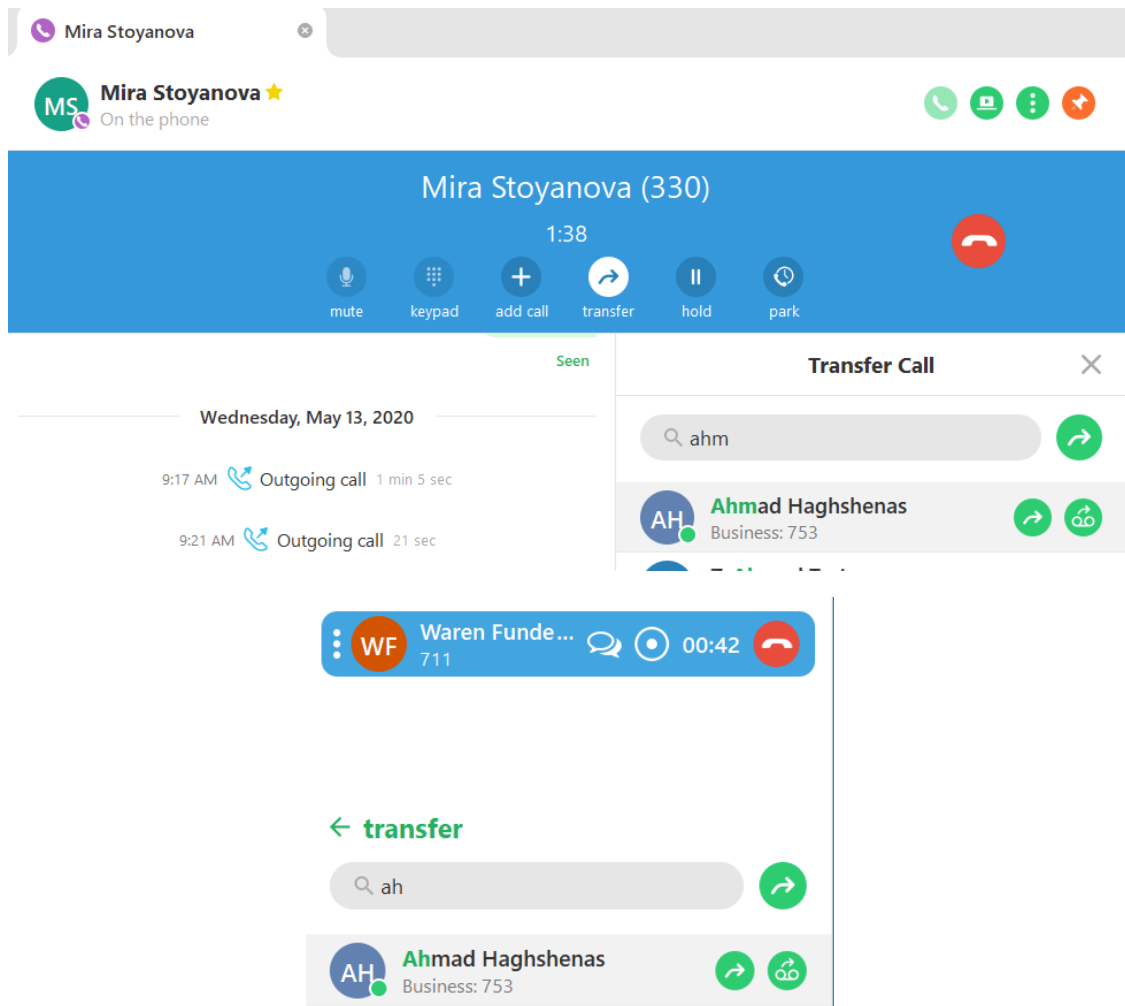 Mira Stoyanova
MS
Mira Stoyanova
On the phone
Mira Stoyanova (330)
1:38
mute keypad add call transfer hold park
Seen
Wednesday, May 13, 2020
9:17 AM Outgoing call 1 min 5 sec
9:21 AM Outgoing call 21 sec
Transfer Call
ahm
AH
Ahmad Haghshenas
Business: 753
WF
Waren Funde...
711
00:42
transfer
ah
AH
Ahmad Haghshenas
Business: 753